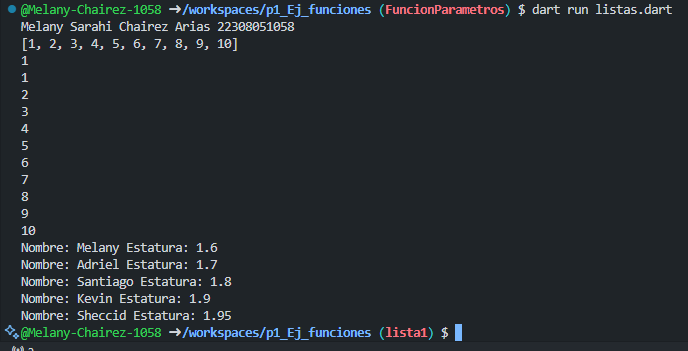 @Melany-Chairez-1058 ➜/workspaces/p1_Ej_funciones (FuncionParametros) $ dart run listas.dart
Melany Sarahi Chairez Arias 22308051058
[1, 2, 3, 4, 5, 6, 7, 8, 9, 10]
1
1
2
3
4
5
6
7
8
9
10
Nombre: Melany Estatura: 1.6
Nombre: Adriel Estatura: 1.7
Nombre: Santiago Estatura: 1.8
Nombre: Kevin Estatura: 1.9
Nombre: Sheccid Estatura: 1.95
@Melany-Chairez-1058 ➜/workspaces/p1_Ej_funciones (lista1) $